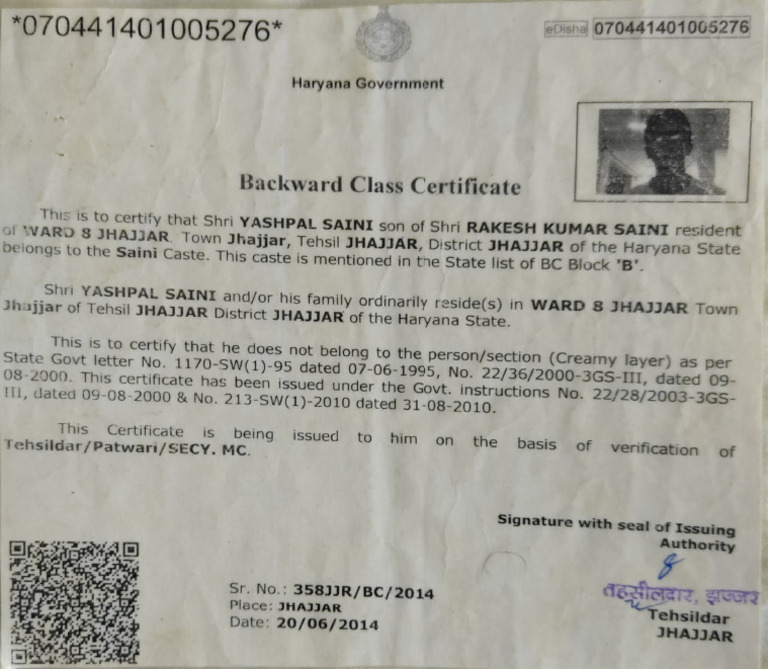 *070441401005276*
eDisha 070441401005276
Haryana Government
Backward Class Certificate
This is to certify that Shri YASHPAL SAINI son of Shri RAKESH KUMAR SAINI resident
of WARD 8 JHAJJAR, Town Jhajjar, Tehsil JHAJJAR, District JHAJJAR of the Haryana State
belongs to the Saini Caste. This caste is mentioned in the State list of BC Block 'B'.
Shri YASHPAL SAINI and/or his family ordinarily reside(s) in WARD 8 JHAJJAR Town
Jhajjar of Tehsil JHAJJAR District JHAJJAR of the Haryana State.
This is to certify that he does not belong to the person/section (Creamy layer) as per
State Govt letter No. 1170-SW(1)-95 dated 07-06-1995, No. 22/36/2000-3GS-III, dated 09-
08-2000. This certificate has been issued under the Govt. instructions No. 22/28/2003-3GS-
III, dated 09-08-2000 & No. 213-SW(1)-2010 dated 31-08-2010.
This Certificate is being issued to him on the basis of verification of
Tehsildar/Patwari/SECY. MC.
Signature with seal of Issuing
Authority
Sr. No.: 358JJR/BC/2014
Place: JHAJJAR
Date: 20/06/2014
तहसीलदार, झज्जर
Tehsildar
JHAJJAR